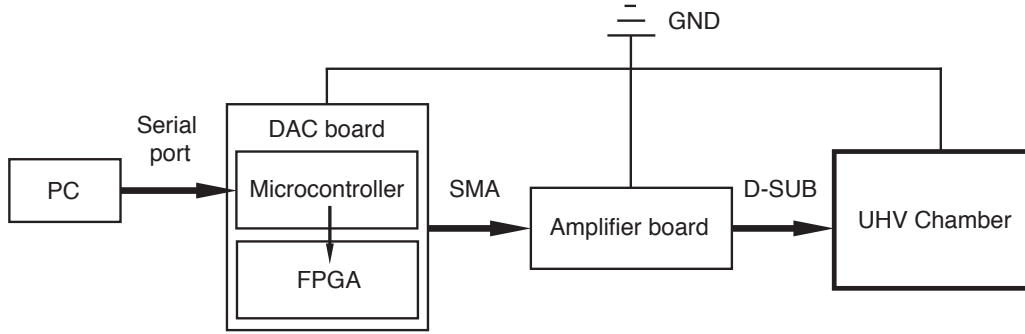 GND
Serial
port
DAC board
PC
Microcontroller
SMA
D-SUB
Amplifier board
UHV Chamber
FPGA